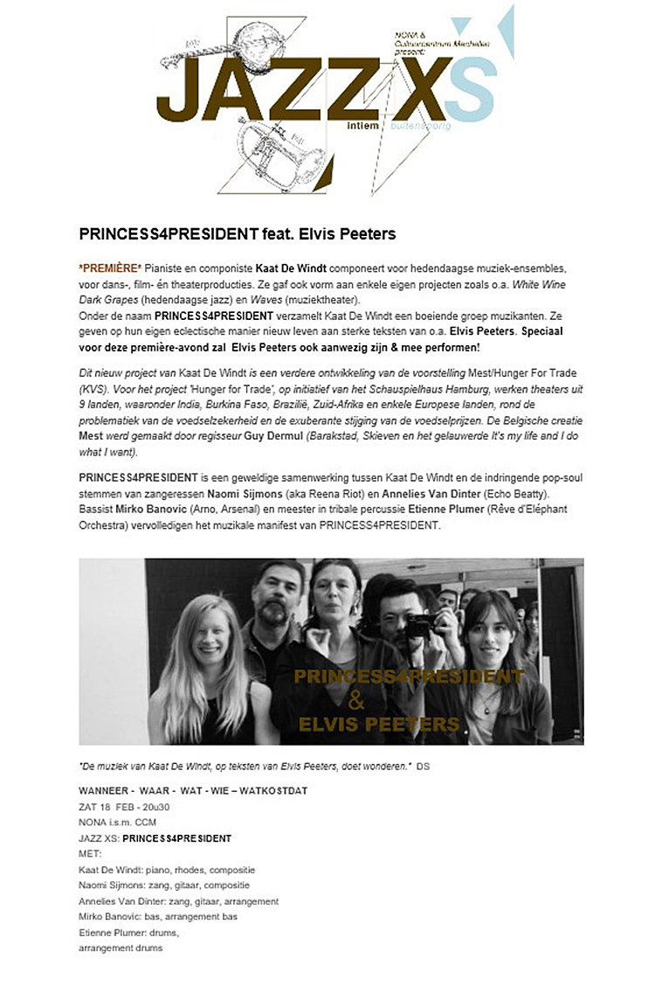 NONA &
Cultuurcentrum Mechelen
present:
JAZZ XS
intiem buitensporig
PRINCESS4PRESIDENT feat. Elvis Peeters
*PREMIÈRE* Pianiste en componiste Kaat De Windt componeert voor hedendaagse muziek-ensembles,
voor dans-, film- én theaterproducties. Ze gaf ook vorm aan enkele eigen projecten zoals o.a. White Wine
Dark Grapes (hedendaagse jazz) en Waves (muziektheater).
Onder de naam PRINCESS4PRESIDENT verzamelt Kaat De Windt een boeiende groep muzikanten. Ze
geven op hun eigen eclectische manier nieuw leven aan sterke teksten van o.a. Elvis Peeters. Speciaal
voor deze première-avond zal Elvis Peeters ook aanwezig zijn & mee performen!
Dit nieuw project van Kaat De Windt is een verdere ontwikkeling van de voorstelling Mest/Hunger For Trade
(KVS). Voor het project 'Hunger for Trade', op initiatief van het Schauspielhaus Hamburg, werken theaters uit
9 landen, waaronder India, Burkina Faso, Brazilië, Zuid-Afrika en enkele Europese landen, rond de
problematiek van de voedselzekerheid en de exuberante stijging van de voedselprijzen. De Belgische creatie
Mest werd gemaakt door regisseur Guy Dermul (Barakstad, Skieven en het gelauwerde It's my life and I do
what I want).
PRINCESS4PRESIDENT is een geweldige samenwerking tussen Kaat De Windt en de indringende pop-soul
stemmen van zangeressen Naomi Sijmons (aka Reena Riot) en Annelies Van Dinter (Echo Beatty).
Bassist Mirko Banovic (Arno, Arsenal) en meester in tribale percussie Etienne Plumer (Rêve d'Eléphant
Orchestra) vervolledigen het muzikale manifest van PRINCESS4PRESIDENT.
PRINCESS4PRESIDENT
&
ELVIS PEETERS
"De muziek van Kaat De Windt, op teksten van Elvis Peeters, doet wonderen." DS
WANNEER - WAAR - WAT - WIE – WATKOSTDAT
ZAT 18 FEB - 20u30
NONA i.s.m. CCM
JAZZ XS: PRINCESS4PRESIDENT
MET:
Kaat De Windt: piano, rhodes, compositie
Naomi Sijmons: zang, gitaar, compositie
Annelies Van Dinter: zang, gitaar, arrangement
Mirko Banovic: bas, arrangement bas
Etienne Plumer: drums,
arrangement drums